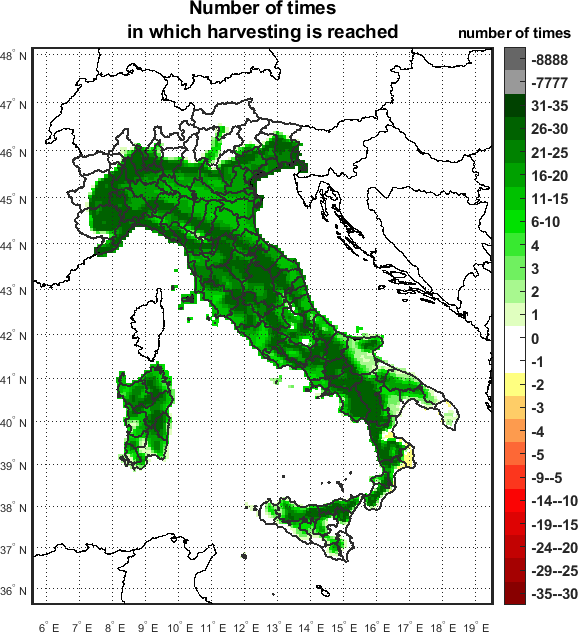 Number of times
in which harvesting is reached
number of times
48° N
47° N
46° N
45° N
44° N
43° N
42° N
41° N
40° N
39° N
38° N
37° N
36° N
6° E 7° E 8° E 9° E 10° E 11° E 12° E 13° E 14° E 15° E 16° E 17° E 18° E 19° E
-8888
-7777
31-35
26-30
21-25
16-20
11-15
6-10
4
3
2
1
0
-1
-2
-3
-4
-5
-9--5
-14--10
-19--15
-24--20
-29--25
-35--30